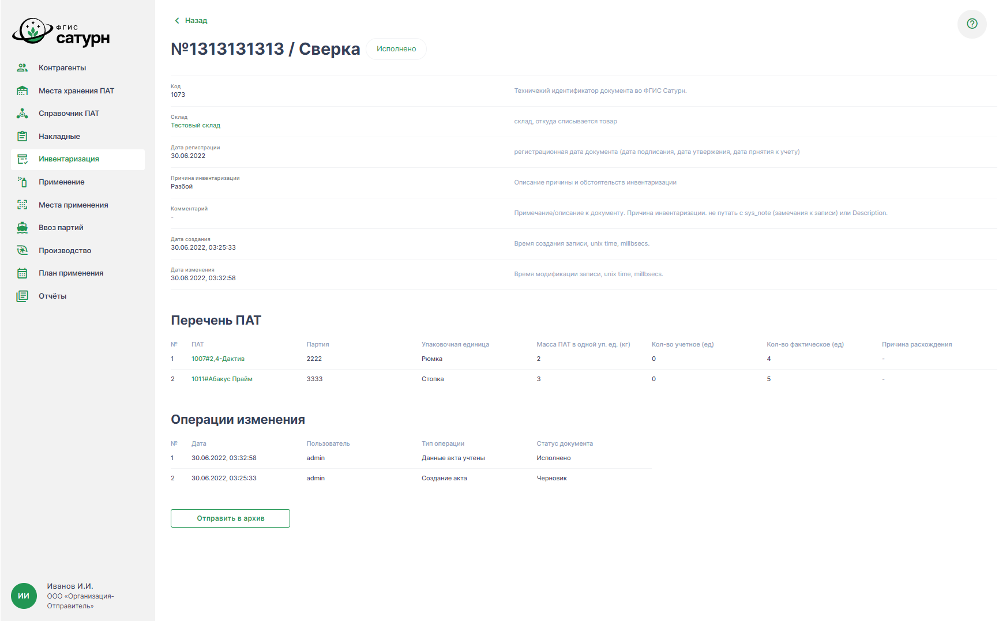 ФГИС
сатурн
Контрагенты
Места хранения ПАТ
Справочник ПАТ
Накладные
Инвентаризация
Применение
Места применения
Ввоз партий
Производство
План применения
Отчёты
ИИ
Иванов И.И.
ООО «Организация-
Отправитель»
Назад
№1313131313 / Сверка Исполнено
Код
1073
Техничекий идентификатор документа во ФГИС Сатурн.
Склад
Тестовый склад
склад, откуда списывается товар
Дата регистрации
30.06.2022
регистрационная дата документа (дата подписания, дата утвержения, дата прнятия к учету)
Причина инвентаризации
Разбой
Описание причины и обстоятельств инвентаризации
Комментарий
-
Примечание/описание к документу. Причина инвентаризации. не путать с sys_note (замечания к записи) или Description.
Дата создания
30.06.2022, 03:25:33
Время создания записи, unix time, millbsecs.
Дата изменения
30.06.2022, 03:32:58
Время модификации записи, unix time, millbsecs.
Перечень ПАТ
№ ПАТ Партия Упаковочная единица Масса ПАТ в одной уп. ед. (кг) Кол-во учетное (ед) Кол-во фактическое (ед) Причина расхождения
1 1007#2,4-Дактив 2222 Рюмка 2 0 4 -
2 1011#Абакус Прайм 3333 Стопка 3 0 5 -
Операции изменения
№ Дата Пользователь Тип операции Статус документа
1 30.06.2022, 03:32:58 admin Данные акта учтены Исполнено
2 30.06.2022, 03:25:33 admin Создание акта Черновик
Отправить в архив